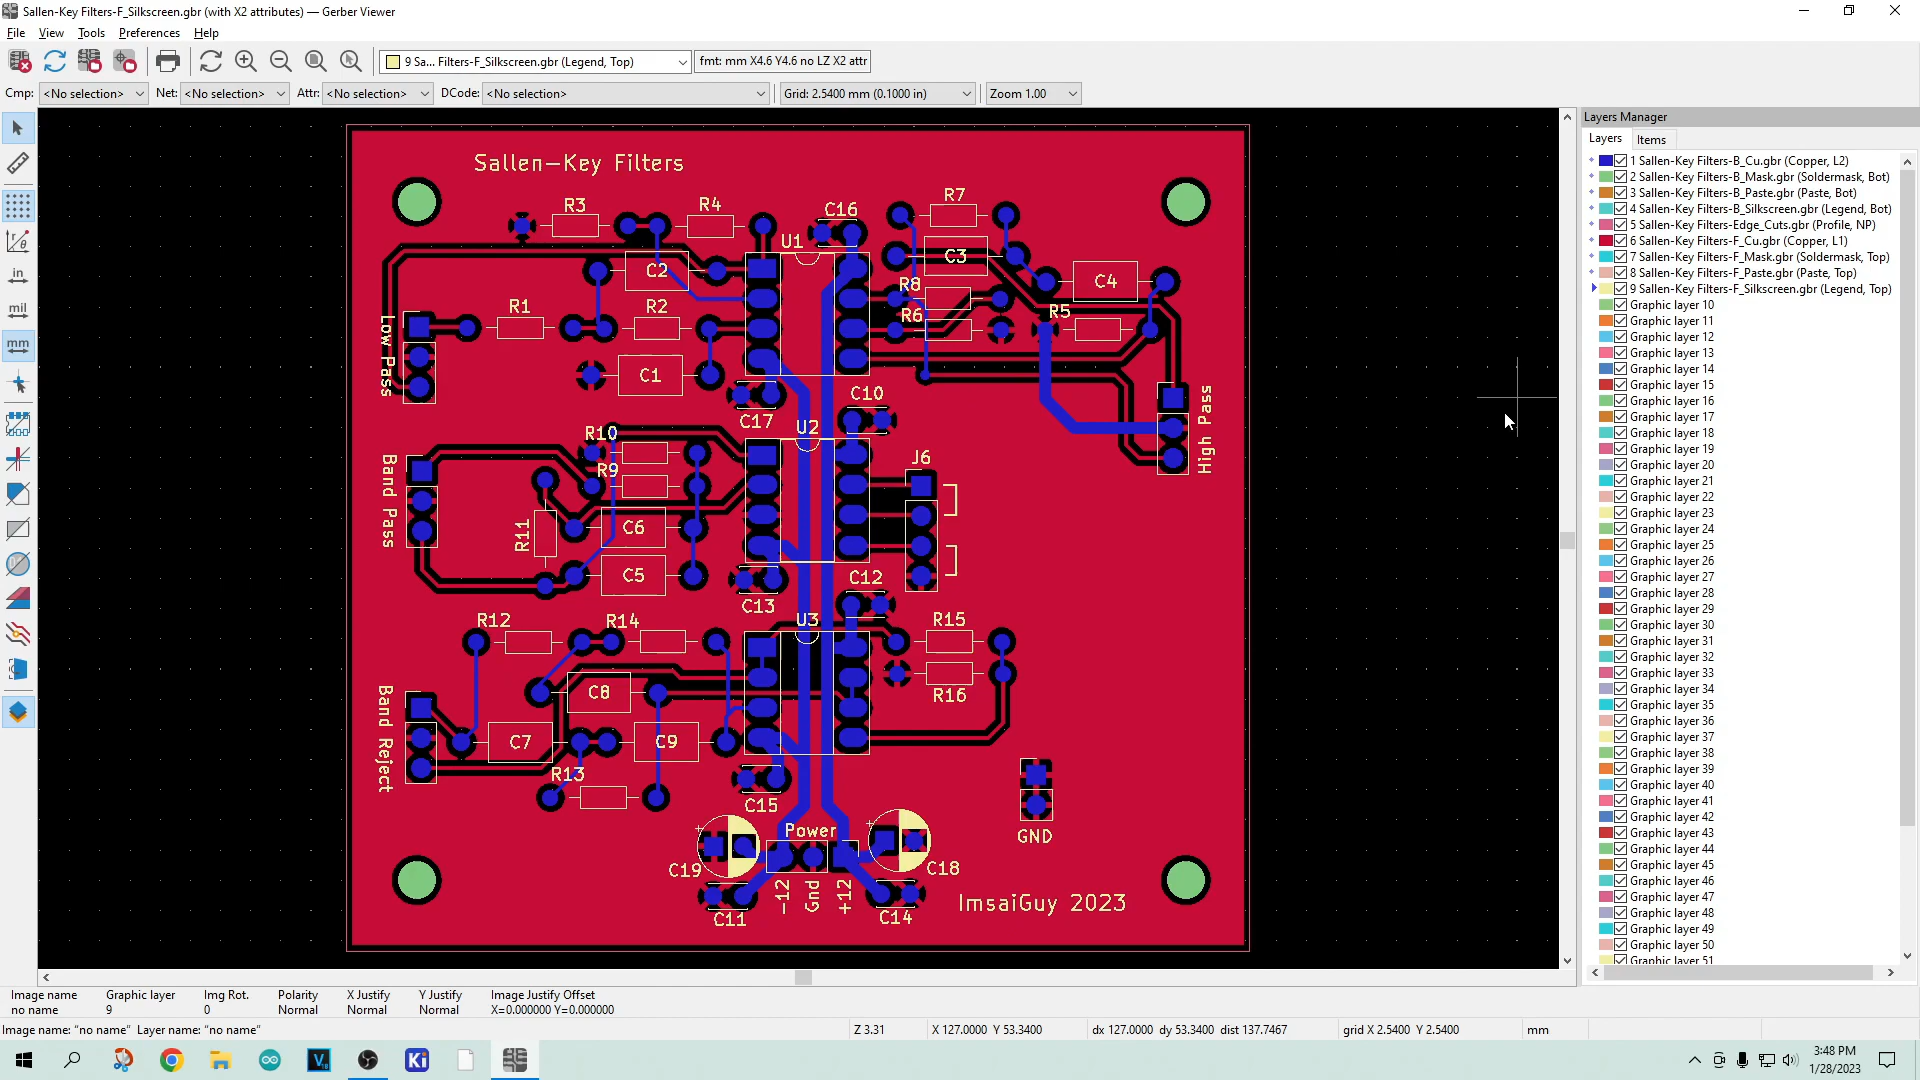 Sallen-Key Filters-F_Silkscreen.gbr (with X2 attributes) — Gerber Viewer
File View Tools Preferences Help
9 Sa... Filters-F_Silkscreen.gbr (Legend, Top)
fmt: mm X4.6 Y4.6 no LZ X2 attr
Cmp: <No selection> Net: <No selection> Attr: <No selection> DCode: <No selection> Grid: 2.5400 mm (0.1000 in) Zoom 1.00
in
mil
mm
Sallen-Key Filters
R3
R4
C16
R7
U1
C3
C2
C4
R8
R1
R2
R6
R5
Low Pass
C1
C10
C17
High Pass
U2
R10
R9
J6
Band Pass
C6
R11
C5
C12
C13
R12
R14
U3
R15
C8
R16
Band Reject
C7
C9
R13
C15
Power
GND
C19
C18
-12
Gnd
+12
C11
C14
ImsaiGuy 2023
Layers Manager
Layers Items
1 Sallen-Key Filters-B_Cu.gbr (Copper, L2)
2 Sallen-Key Filters-B_Mask.gbr (Soldermask, Bot)
3 Sallen-Key Filters-B_Paste.gbr (Paste, Bot)
4 Sallen-Key Filters-B_Silkscreen.gbr (Legend, Bot)
5 Sallen-Key Filters-Edge_Cuts.gbr (Profile, NP)
6 Sallen-Key Filters-F_Cu.gbr (Copper, L1)
7 Sallen-Key Filters-F_Mask.gbr (Soldermask, Top)
8 Sallen-Key Filters-F_Paste.gbr (Paste, Top)
9 Sallen-Key Filters-F_Silkscreen.gbr (Legend, Top)
Graphic layer 10
Graphic layer 11
Graphic layer 12
Graphic layer 13
Graphic layer 14
Graphic layer 15
Graphic layer 16
Graphic layer 17
Graphic layer 18
Graphic layer 19
Graphic layer 20
Graphic layer 21
Graphic layer 22
Graphic layer 23
Graphic layer 24
Graphic layer 25
Graphic layer 26
Graphic layer 27
Graphic layer 28
Graphic layer 29
Graphic layer 30
Graphic layer 31
Graphic layer 32
Graphic layer 33
Graphic layer 34
Graphic layer 35
Graphic layer 36
Graphic layer 37
Graphic layer 38
Graphic layer 39
Graphic layer 40
Graphic layer 41
Graphic layer 42
Graphic layer 43
Graphic layer 44
Graphic layer 45
Graphic layer 46
Graphic layer 47
Graphic layer 48
Graphic layer 49
Graphic layer 50
Graphic layer 51
Image name Graphic layer Img Rot. Polarity X Justify Y Justify Image Justify Offset
no name 9 0 Normal Normal Normal X=0.000000 Y=0.000000
Image name: "no name" Layer name: "no name"
Z 3.31
X 127.0000 Y 53.3400
dx 127.0000 dy 53.3400 dist 137.7467
grid X 2.5400 Y 2.5400
mm
Ki
3:48 PM
1/28/2023